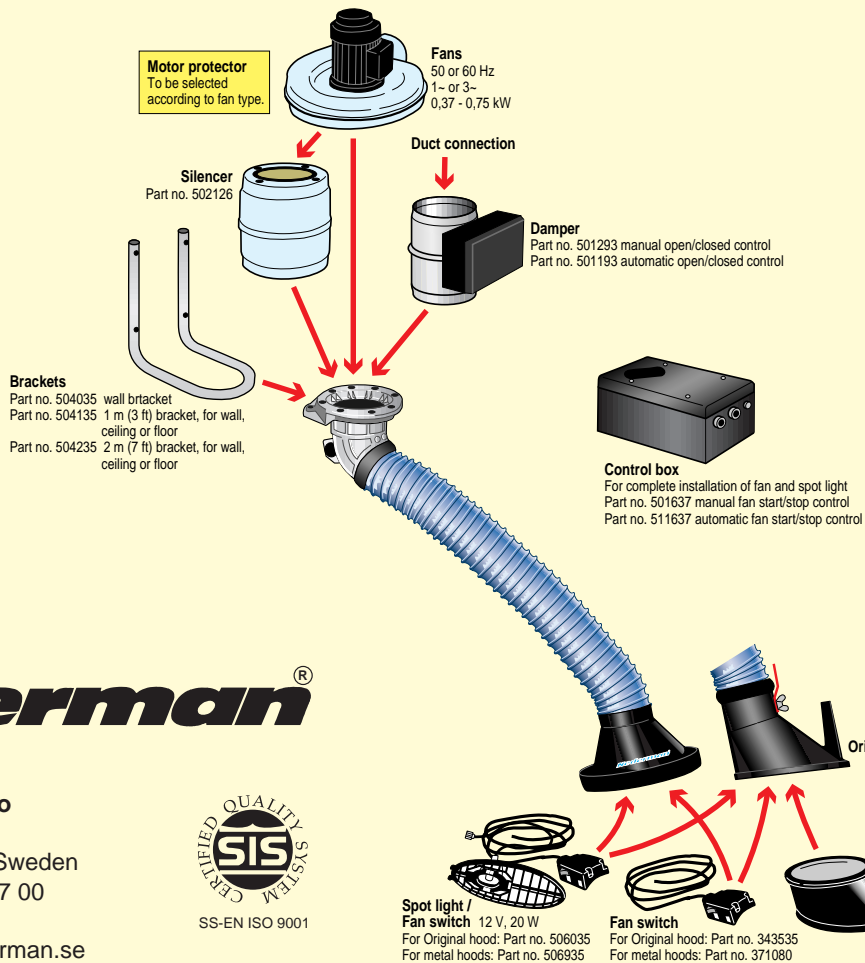 Motor protector
To be selected
according to fan type.
Fans
50 or 60 Hz
1~ or 3~
0,37 - 0,75 kW
Duct connection
Silencer
Part no. 502126
Damper
Part no. 501293 manual open/closed control
Part no. 501193 automatic open/closed control
Brackets
Part no. 504035 wall brtacket
Part no. 504135 1 m (3 ft) bracket, for wall,
ceiling or floor
Part no. 504235 2 m (7 ft) bracket, for wall,
ceiling or floor
Control box
For complete installation of fan and spot light
Part no. 501637 manual fan start/stop control
Part no. 511637 automatic fan start/stop control
erman®
Nederman
Ori
o
Sweden
7 00
rman.se
CERTIFIED QUALITY SYSTEM
SIS
SS-EN ISO 9001
Spot light /
Fan switch 12 V, 20 W
For Original hood: Part no. 506035
For metal hoods: Part no. 506935
Fan switch
For Original hood: Part no. 343535
For metal hoods: Part no. 371080